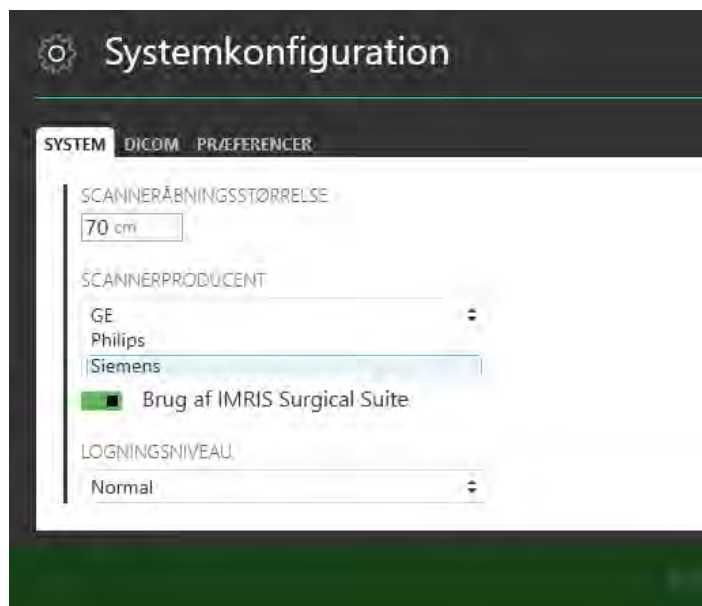 Systemkonfiguration
SYSTEM DICOM PRÆFERENCER
SCANNERÅBNINGSSTØRRELSE
70 cm
SCANNERPRODUCENT
GE
Philips
Siemens
Brug af IMRIS Surgical Suite
LOGNINGSNIVEAU
Normal